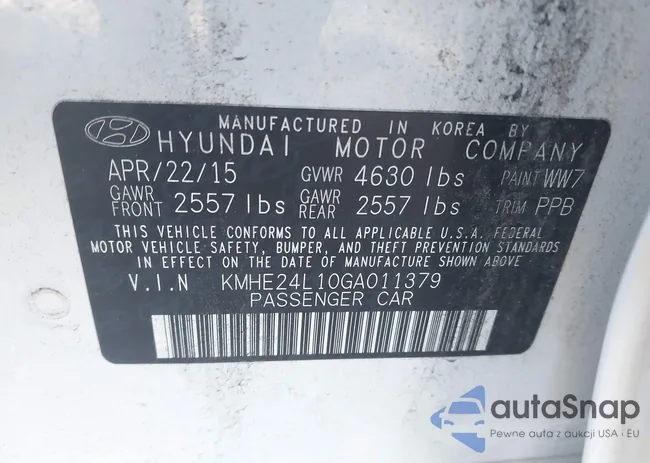 MANUFACTURED IN KOREA BY
HYUNDAI MOTOR COMPANY
APR/22/15 GVWR 4630 lbs PAINT WW7
GAWR FRONT 2557 lbs GAWR REAR 2557 lbs TRIM PPB
THIS VEHICLE CONFORMS TO ALL APPLICABLE U.S.A. FEDERAL
MOTOR VEHICLE SAFETY, BUMPER, AND THEFT PREVENTION
STANDARDS IN EFFECT ON THE DATE OF MANUFACTURE SHOWN ABOVE
V.I.N KMHE24L10GA011379
PASSENGER CAR
autaSnap
Pewne auta z aukcji USA i EU